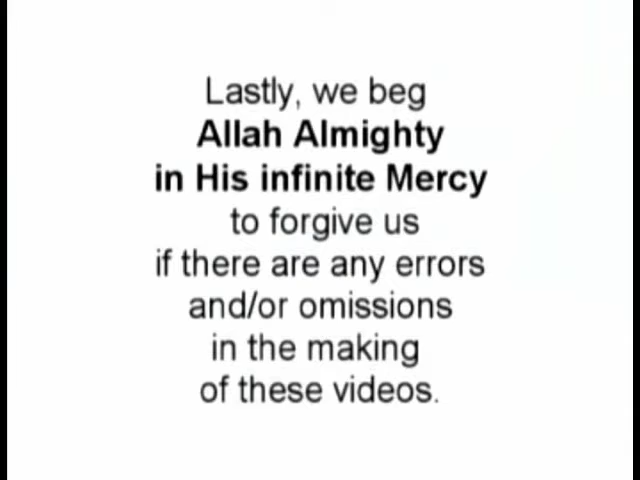 Lastly, we beg
Allah Almighty
in His infinite Mercy
to forgive us
if there are any errors
and/or omissions
in the making
of these videos.